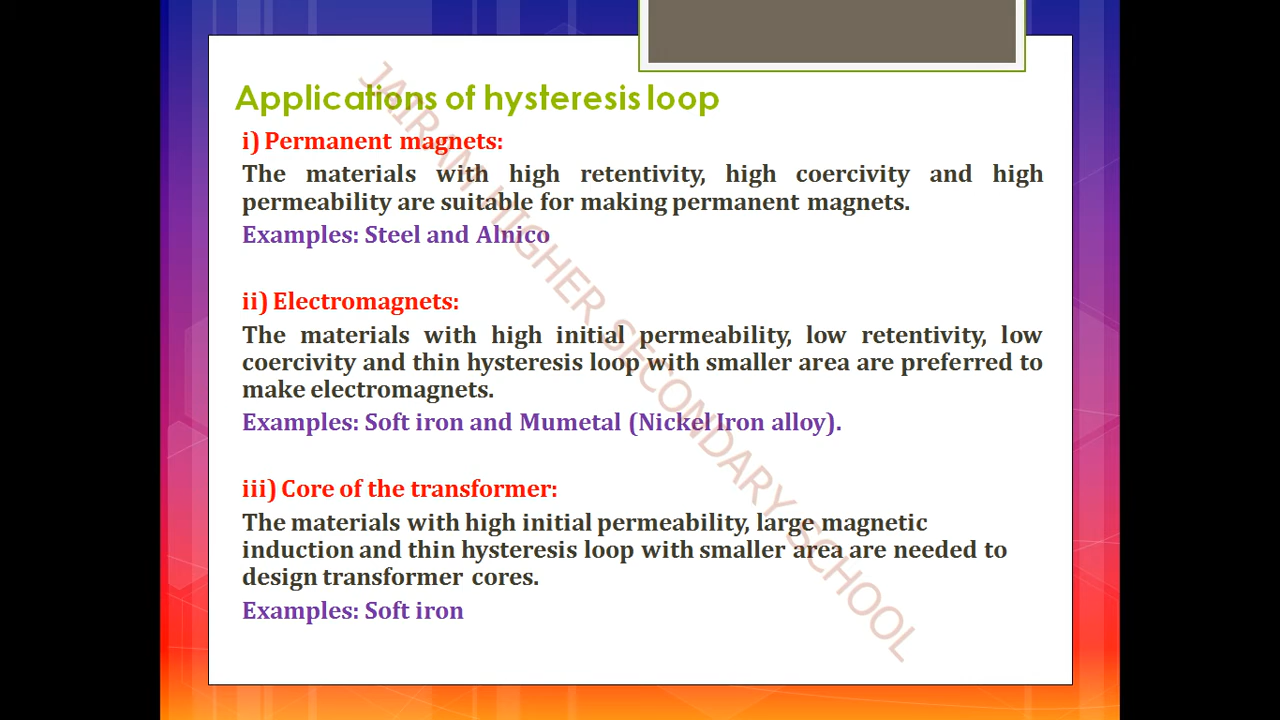 Applications of hysteresis loop
i) Permanent magnets:
The materials with high retentivity, high coercivity and high
permeability are suitable for making permanent magnets.
Examples: Steel and Alnico
ii) Electromagnets:
The materials with high initial permeability, low retentivity, low
coercivity and thin hysteresis loop with smaller area are preferred to
make electromagnets.
Examples: Soft iron and Mumetal (Nickel Iron alloy).
iii) Core of the transformer:
The materials with high initial permeability, large magnetic
induction and thin hysteresis loop with smaller area are needed to
design transformer cores.
Examples: Soft iron
JAIRAM HIGHER SECONDARY SCHOOL